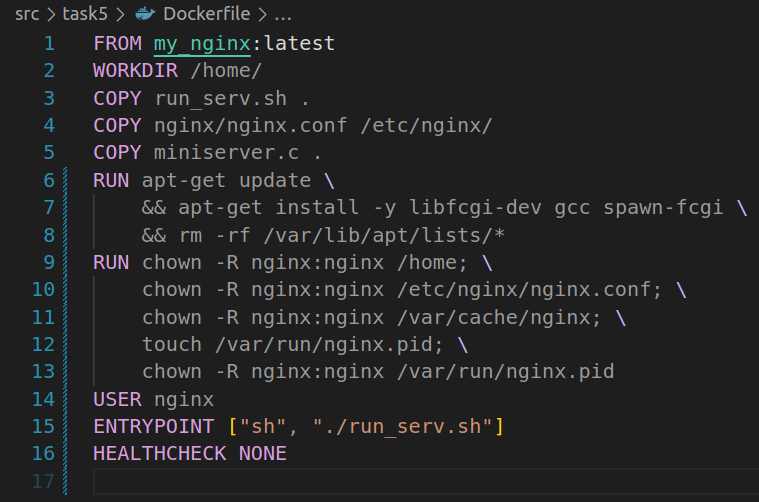 src > task5 > Dockerfile > ...
1 FROM my_nginx:latest
2 WORKDIR /home/
3 COPY run_serv.sh .
4 COPY nginx/nginx.conf /etc/nginx/
5 COPY miniserver.c .
6 RUN apt-get update \
7     && apt-get install -y libfcgi-dev gcc spawn-fcgi \
8     && rm -rf /var/lib/apt/lists/*
9 RUN chown -R nginx:nginx /home; \
10     chown -R nginx:nginx /etc/nginx/nginx.conf; \
11     chown -R nginx:nginx /var/cache/nginx; \
12     touch /var/run/nginx.pid; \
13     chown -R nginx:nginx /var/run/nginx.pid
14 USER nginx
15 ENTRYPOINT ["sh", "./run_serv.sh"]
16 HEALTHCHECK NONE
17